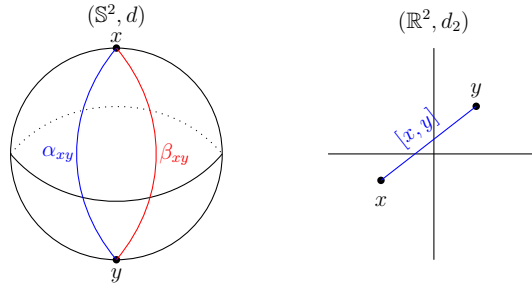 (𝕊², d)
x
α_{xy}
β_{xy}
y
(ℝ², d₂)
y
[x, y]
x